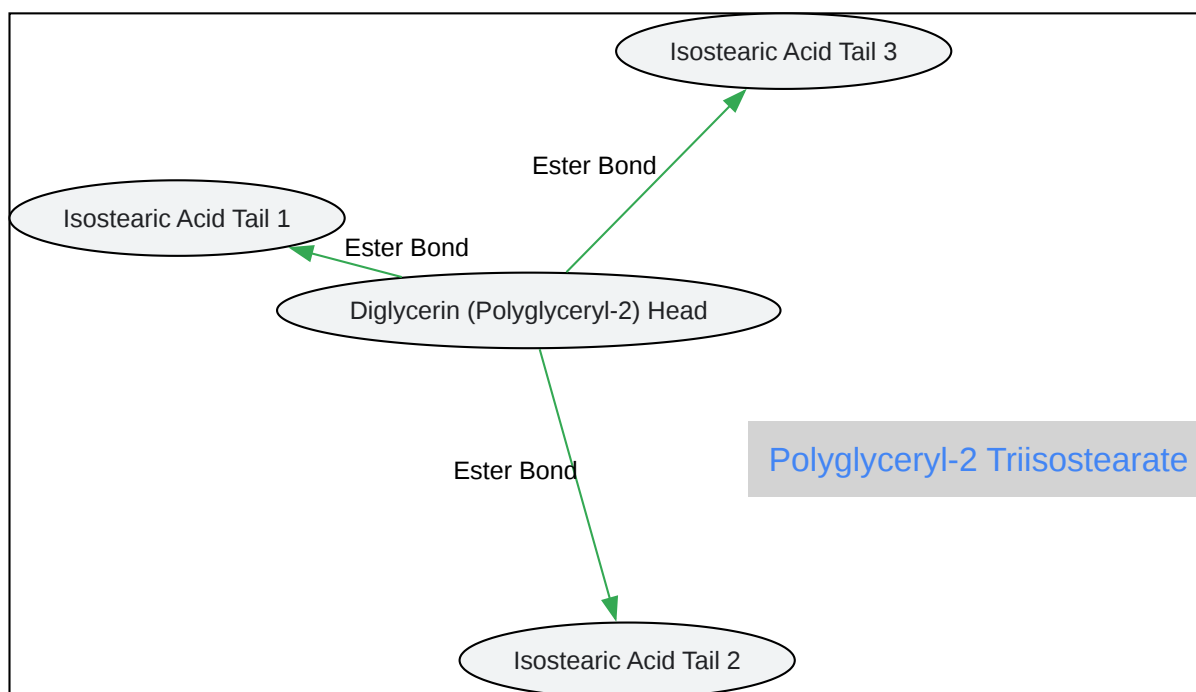 Isostearic Acid Tail 3
Ester Bond
Isostearic Acid Tail 1
Ester Bond
Diglycerin (Polyglyceryl-2) Head
Polyglyceryl-2 Triisostearate
Ester Bond
Isostearic Acid Tail 2